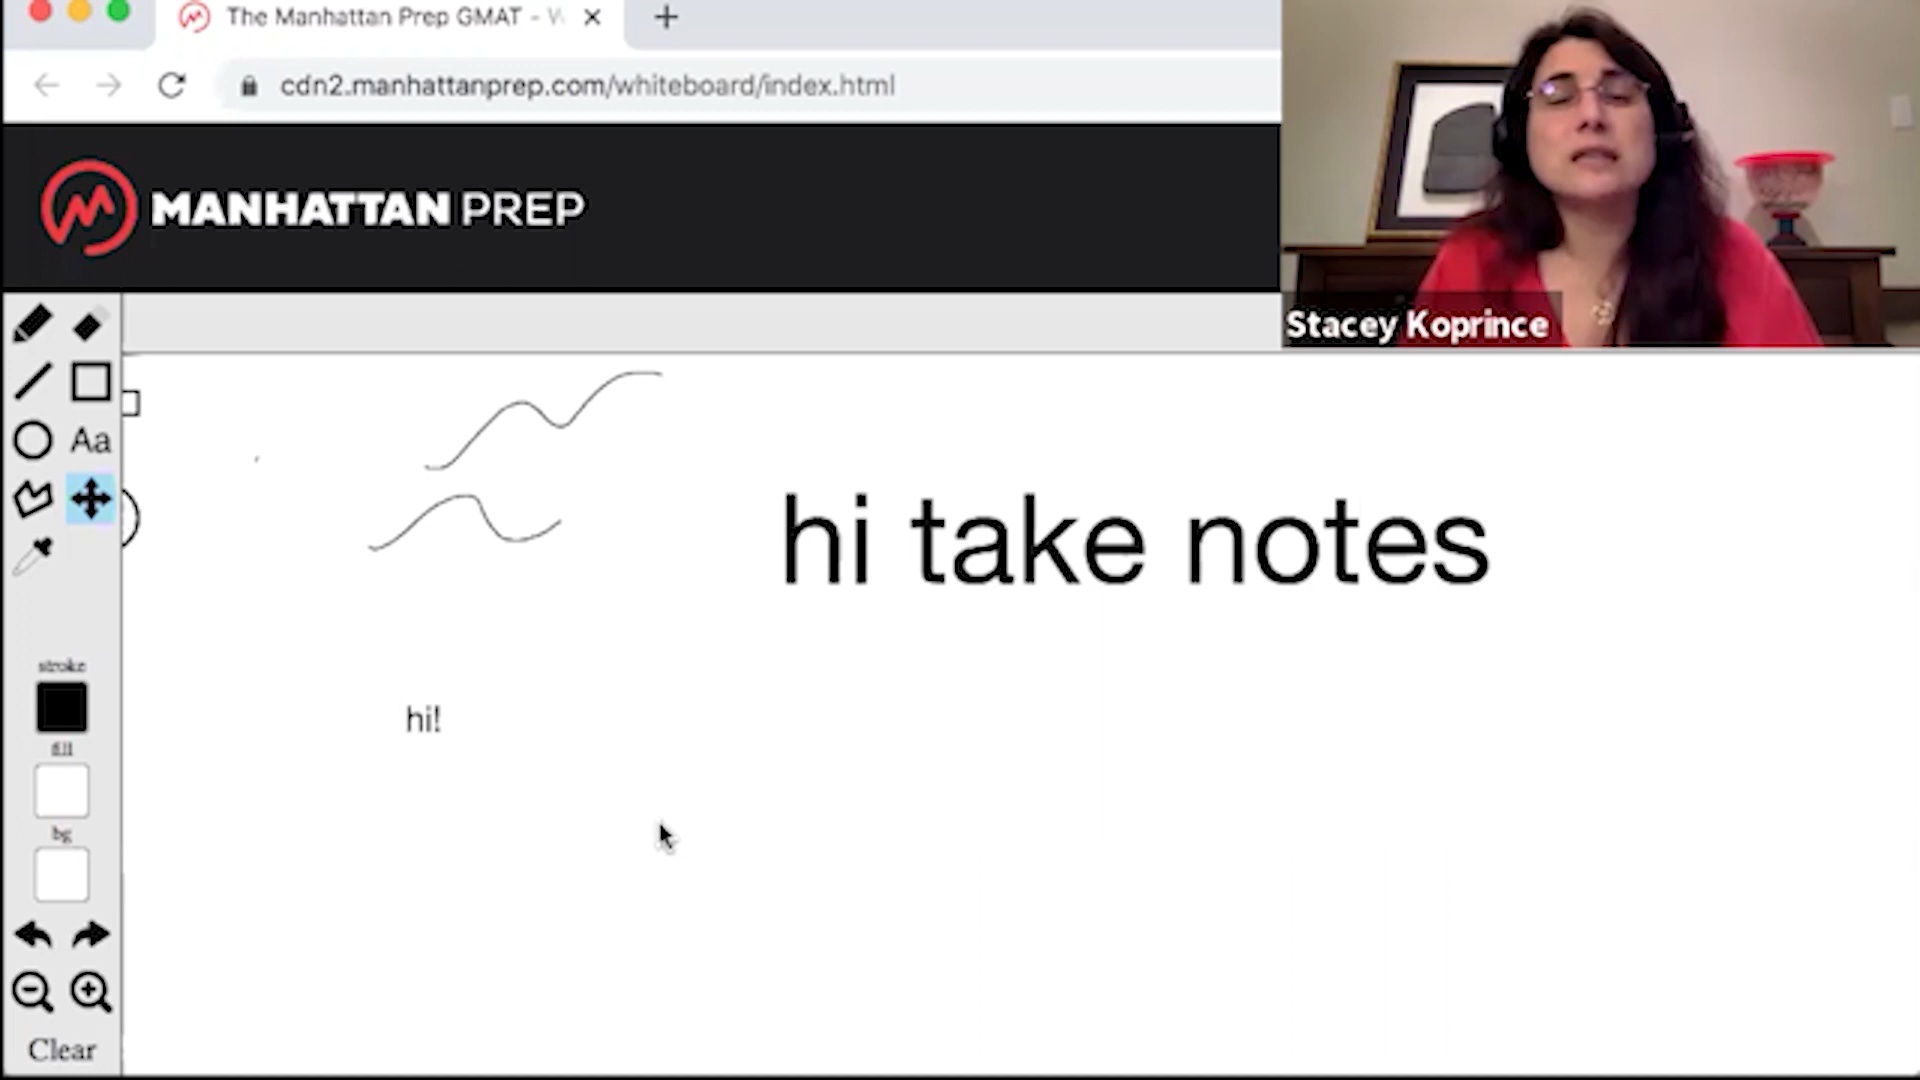 The Manhattan Prep GMAT - W
cdn2.manhattanprep.com/whiteboard/index.html
MANHATTAN PREP
Stacey Koprince
Aa
hi take notes
stroke
hi!
fill
bg
Clear